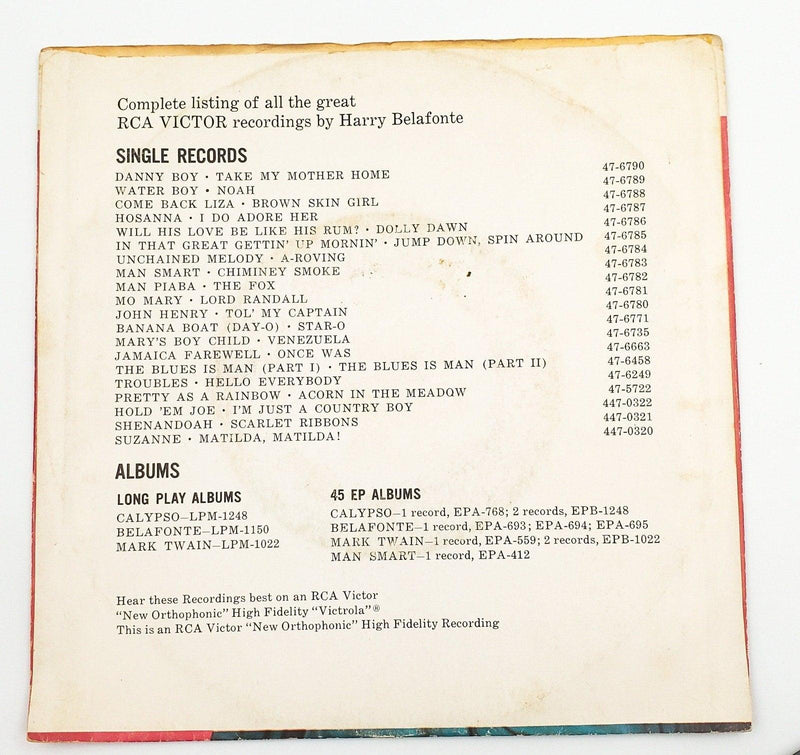 Complete listing of all the great
RCA VICTOR recordings by Harry Belafonte
SINGLE RECORDS
DANNY BOY • TAKE MY MOTHER HOME 47-6790
WATER BOY • NOAH 47-6789
COME BACK LIZA • BROWN SKIN GIRL 47-6788
HOSANNA • I DO ADORE HER 47-6787
WILL HIS LOVE BE LIKE HIS RUM? • DOLLY DAWN 47-6786
IN THAT GREAT GETTIN' UP MORNIN' • JUMP DOWN, SPIN AROUND 47-6785
UNCHAINED MELODY • A-ROVING 47-6784
MAN SMART • CHIMINEY SMOKE 47-6783
MAN PIABA • THE FOX 47-6782
MO MARY • LORD RANDALL 47-6781
JOHN HENRY • TOL' MY CAPTAIN 47-6780
BANANA BOAT (DAY-O) • STAR-O 47-6771
MARY'S BOY CHILD • VENEZUELA 47-6735
JAMAICA FAREWELL • ONCE WAS 47-6663
THE BLUES IS MAN (PART I) • THE BLUES IS MAN (PART II) 47-6458
TROUBLES • HELLO EVERYBODY 47-6249
PRETTY AS A RAINBOW • ACORN IN THE MEADOW 47-5722
HOLD 'EM JOE • I'M JUST A COUNTRY BOY 447-0322
SHENANDOAH • SCARLET RIBBONS 447-0321
SUZANNE • MATILDA, MATILDA! 447-0320
ALBUMS
LONG PLAY ALBUMS
CALYPSO—LPM-1248
BELAFONTE—LPM-1150
MARK TWAIN—LPM-1022
45 EP ALBUMS
CALYPSO—1 record, EPA-768; 2 records, EPB-1248
BELAFONTE—1 record, EPA-693; EPA-694; EPA-695
MARK TWAIN—1 record, EPA-559; 2 records, EPB-1022
MAN SMART—1 record, EPA-412
Hear these Recordings best on an RCA Victor
“New Orthophonic” High Fidelity “Victrola”®
This is an RCA Victor “New Orthophonic” High Fidelity Recording